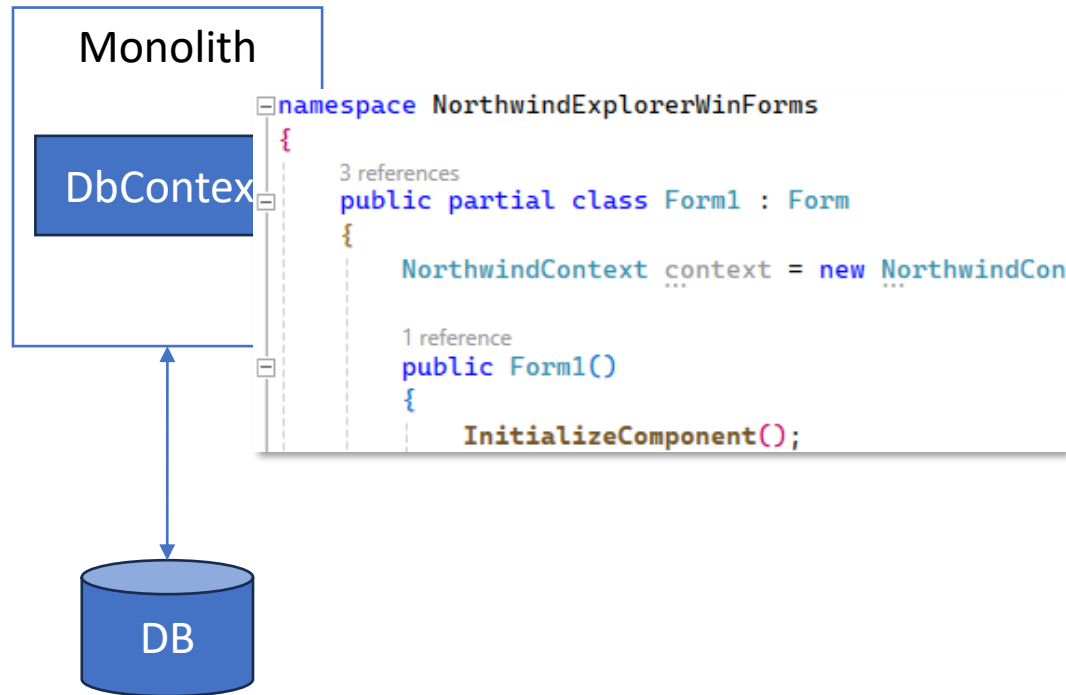 Monolith
DbContex
namespace NorthwindExplorerWinForms
{
3 references
public partial class Form1 : Form
{
NorthwindContext context = new NorthwindCon
1 reference
public Form1()
{
InitializeComponent();
DB